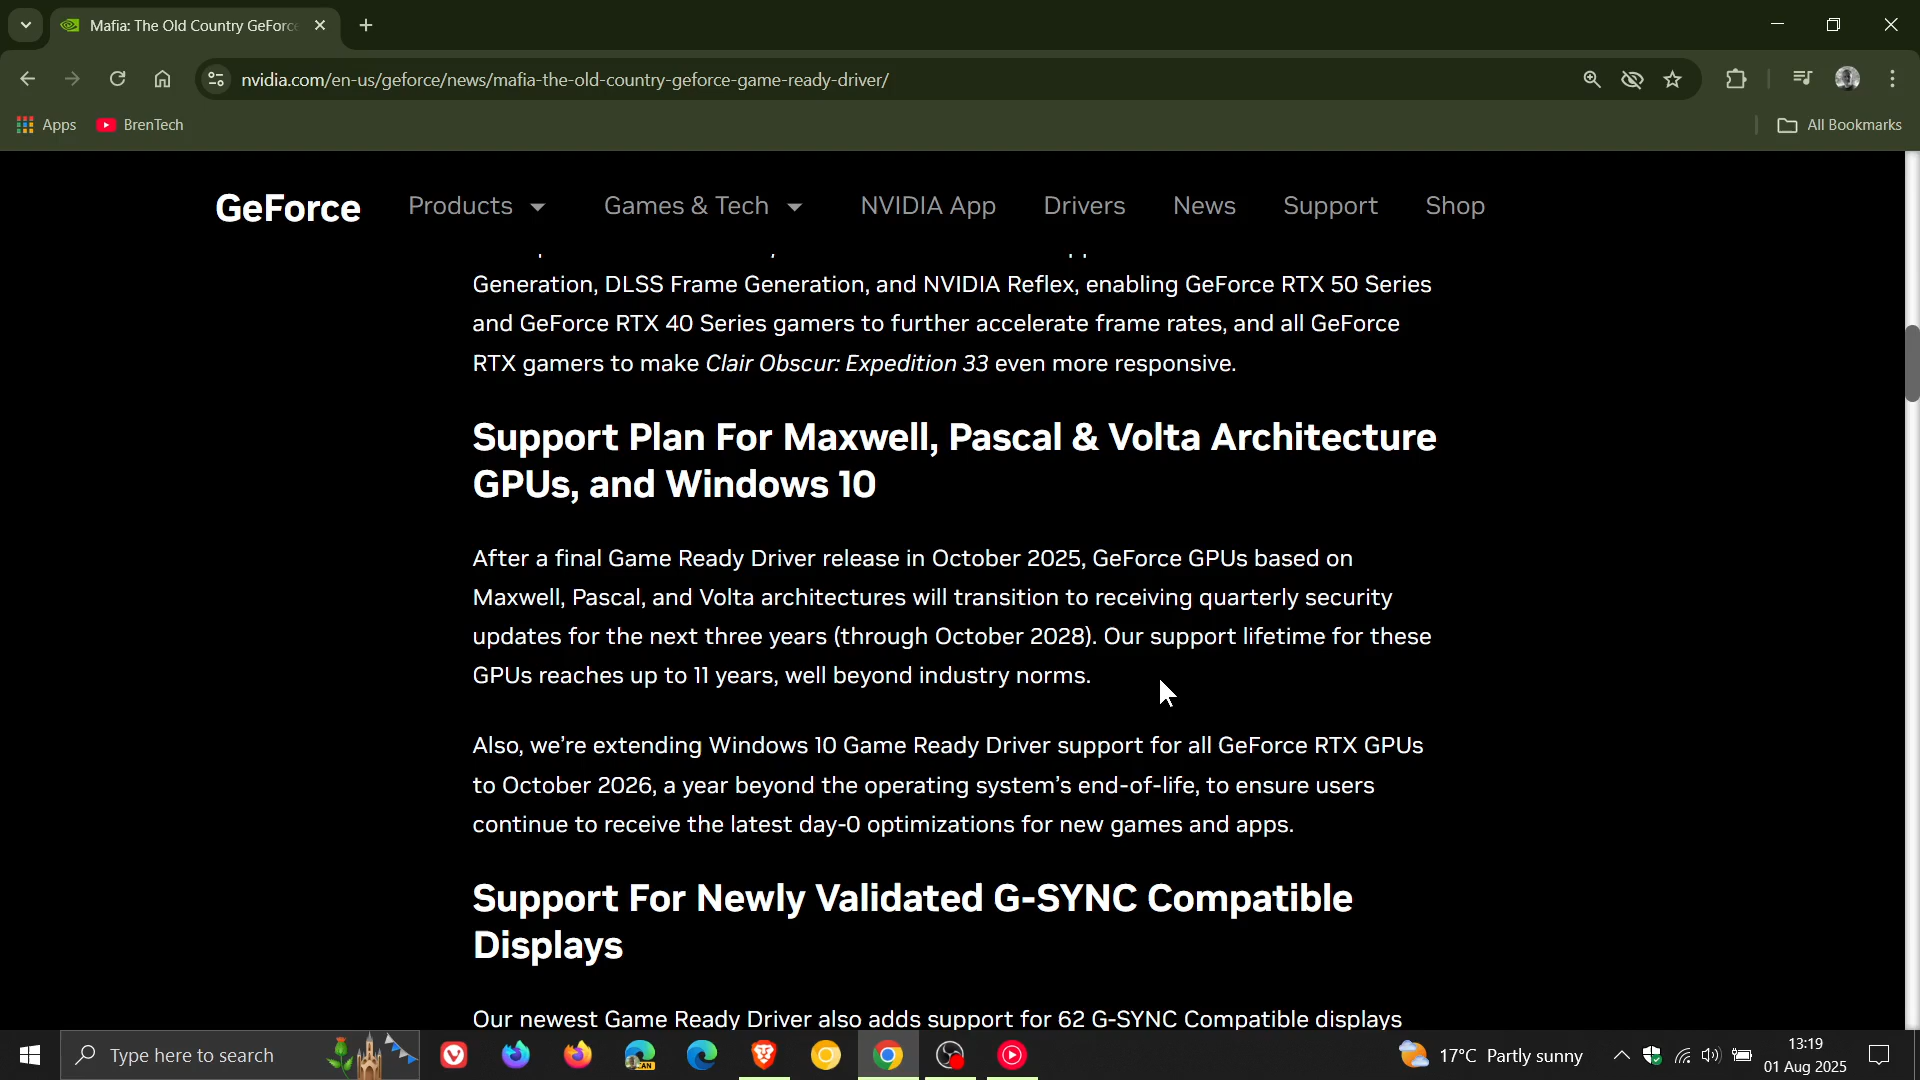 Mafia: The Old Country GeForce
nvidia.com/en-us/geforce/news/mafia-the-old-country-geforce-game-ready-driver/
Apps BrenTech All Bookmarks
GeForce Products Games & Tech NVIDIA App Drivers News Support Shop
Generation, DLSS Frame Generation, and NVIDIA Reflex, enabling GeForce RTX 50 Series
and GeForce RTX 40 Series gamers to further accelerate frame rates, and all GeForce
RTX gamers to make Clair Obscur: Expedition 33 even more responsive.
Support Plan For Maxwell, Pascal & Volta Architecture
GPUs, and Windows 10
After a final Game Ready Driver release in October 2025, GeForce GPUs based on
Maxwell, Pascal, and Volta architectures will transition to receiving quarterly security
updates for the next three years (through October 2028). Our support lifetime for these
GPUs reaches up to 11 years, well beyond industry norms.
Also, we're extending Windows 10 Game Ready Driver support for all GeForce RTX GPUs
to October 2026, a year beyond the operating system's end-of-life, to ensure users
continue to receive the latest day-0 optimizations for new games and apps.
Support For Newly Validated G-SYNC Compatible
Displays
Our newest Game Ready Driver also adds support for 62 G-SYNC Compatible displays
Type here to search
17°C Partly sunny
13:19
01 Aug 2025